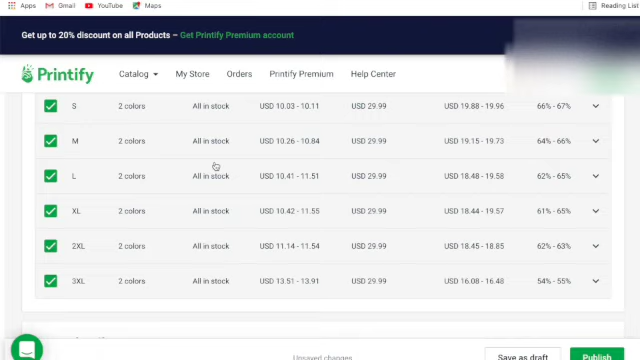 Apps Gmail YouTube Maps Reading List
Get up to 20% discount on all Products – Get Printify Premium account
Printify Catalog My Store Orders Printify Premium Help Center
S 2 colors All in stock USD 10.03 - 10.11 USD 29.99 USD 19.88 - 19.96 66% - 67%
M 2 colors All in stock USD 10.26 - 10.84 USD 29.99 USD 19.15 - 19.73 64% - 66%
L 2 colors All in stock USD 10.41 - 11.51 USD 29.99 USD 18.48 - 19.58 62% - 65%
XL 2 colors All in stock USD 10.42 - 11.55 USD 29.99 USD 18.44 - 19.57 61% - 65%
2XL 2 colors All in stock USD 11.14 - 11.54 USD 29.99 USD 18.45 - 18.85 62% - 63%
3XL 2 colors All in stock USD 13.51 - 13.91 USD 29.99 USD 16.08 - 16.48 54% - 55%
Unsaved changes Save as draft Publish